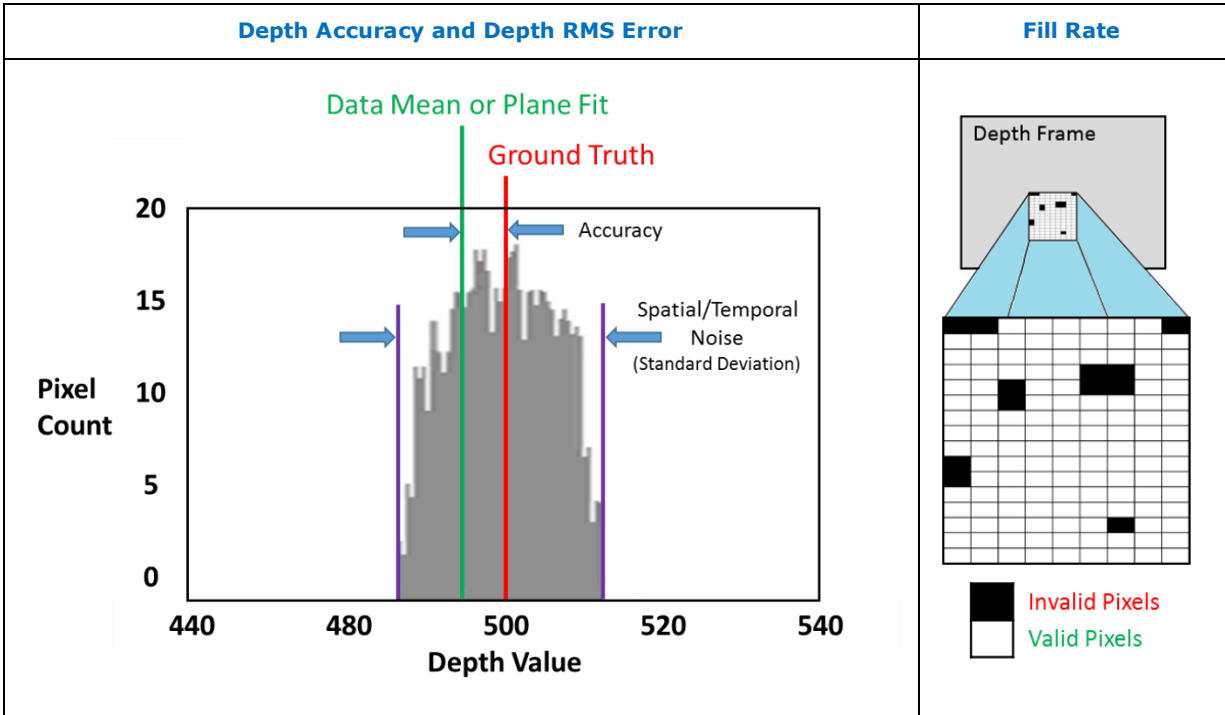 Depth Accuracy and Depth RMS Error
Fill Rate
Data Mean or Plane Fit
Ground Truth
Accuracy
Spatial/Temporal
Noise
(Standard Deviation)
Pixel
Count
20
15
10
5
0
440
480
500
520
540
Depth Value
Depth Frame
Invalid Pixels
Valid Pixels